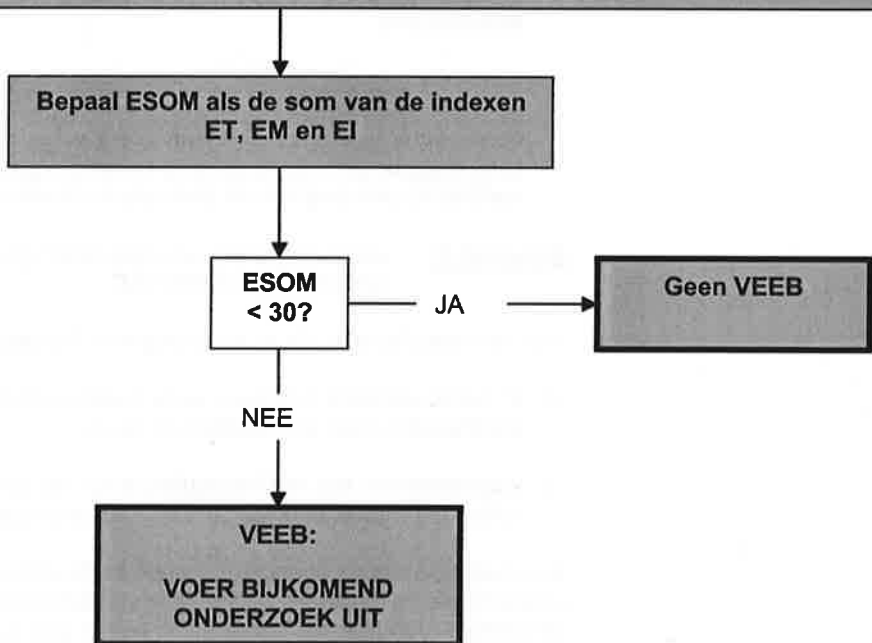 Bepaal ESOM als de som van de indexen
ET, EM en EI
ESOM
< 30?
JA
Geen VEEB
NEE
VEEB:
VOER BIJKOMEND
ONDERZOEK UIT